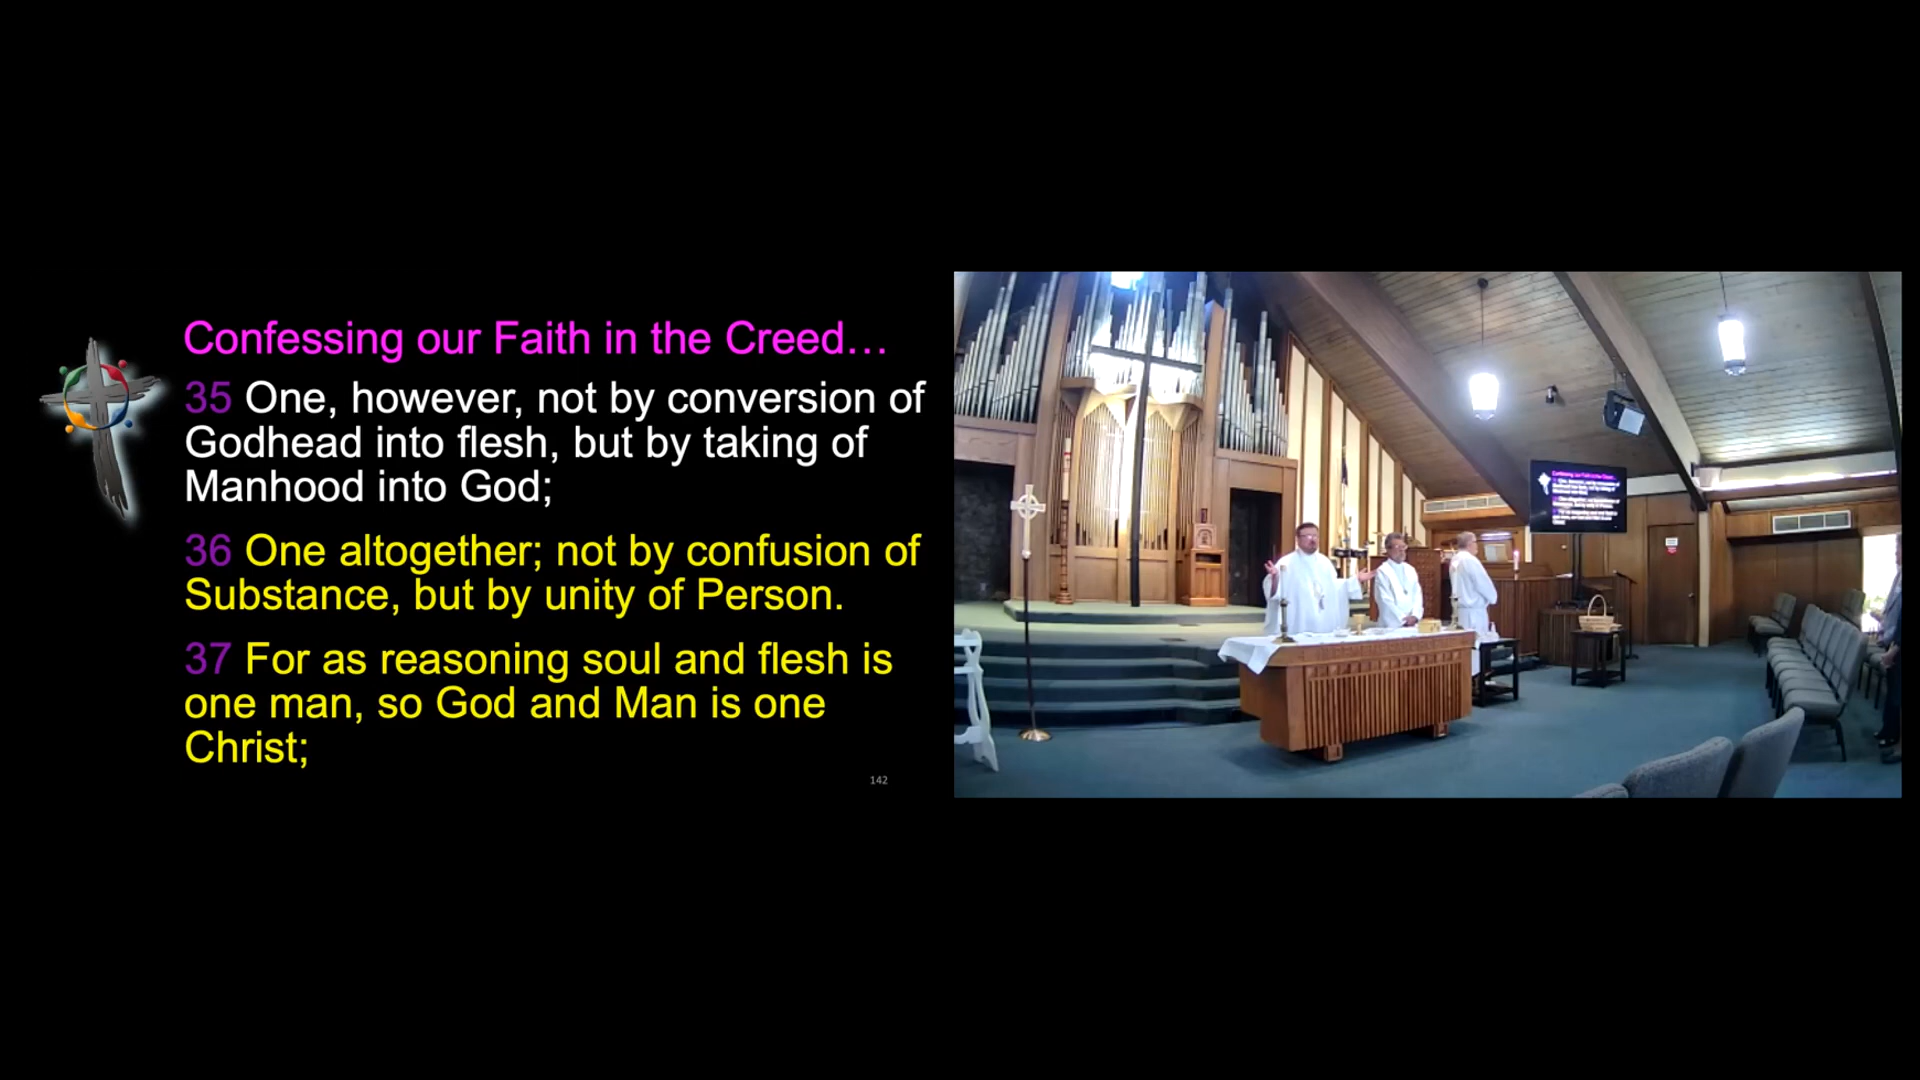 Confessing our Faith in the Creed…
35 One, however, not by conversion of
Godhead into flesh, but by taking of
Manhood into God;
36 One altogether; not by confusion of
Substance, but by unity of Person.
37 For as reasoning soul and flesh is
one man, so God and Man is one
Christ;
142